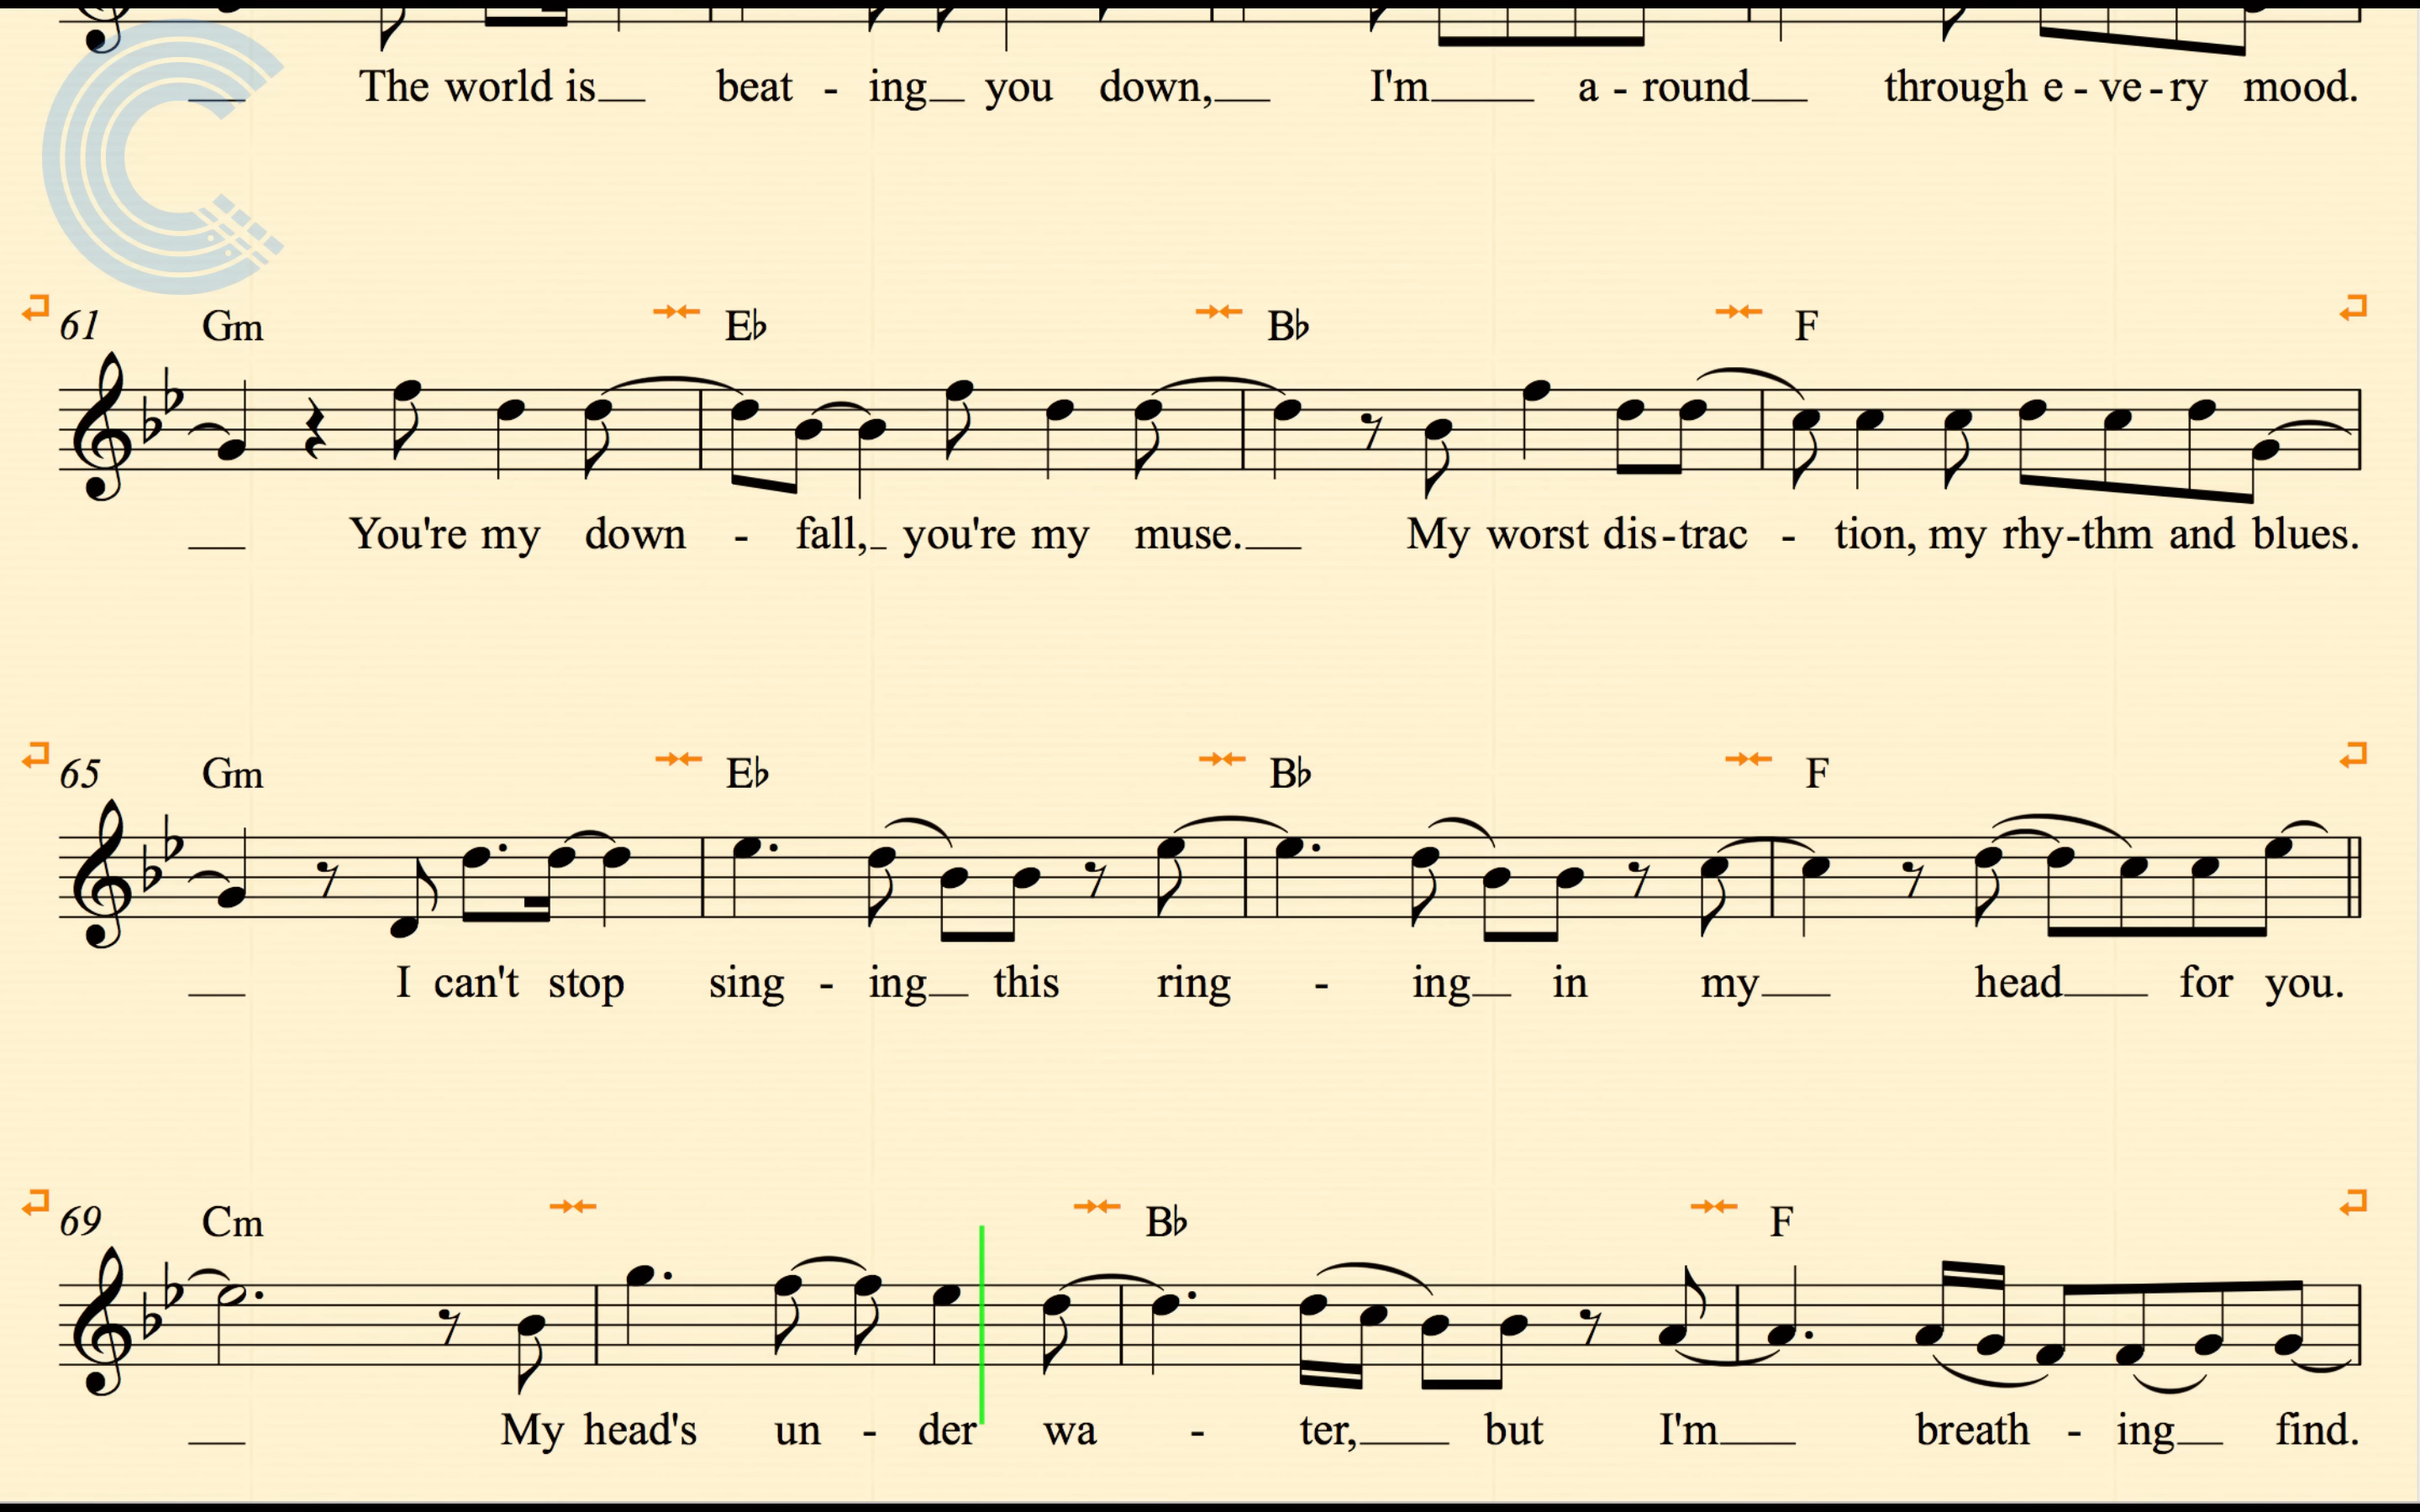 The world is beat - ing you down, I'm a - round through e - ve - ry mood.
61 Gm E♭ B♭ F
You're my down - fall, you're my muse. My worst dis - trac - tion, my rhy - thm and blues.
65 Gm E♭ B♭ F
I can't stop sing - ing this ring - ing in my head for you.
69 Cm B♭ F
My head's un - der wa - ter, but I'm breath - ing find.